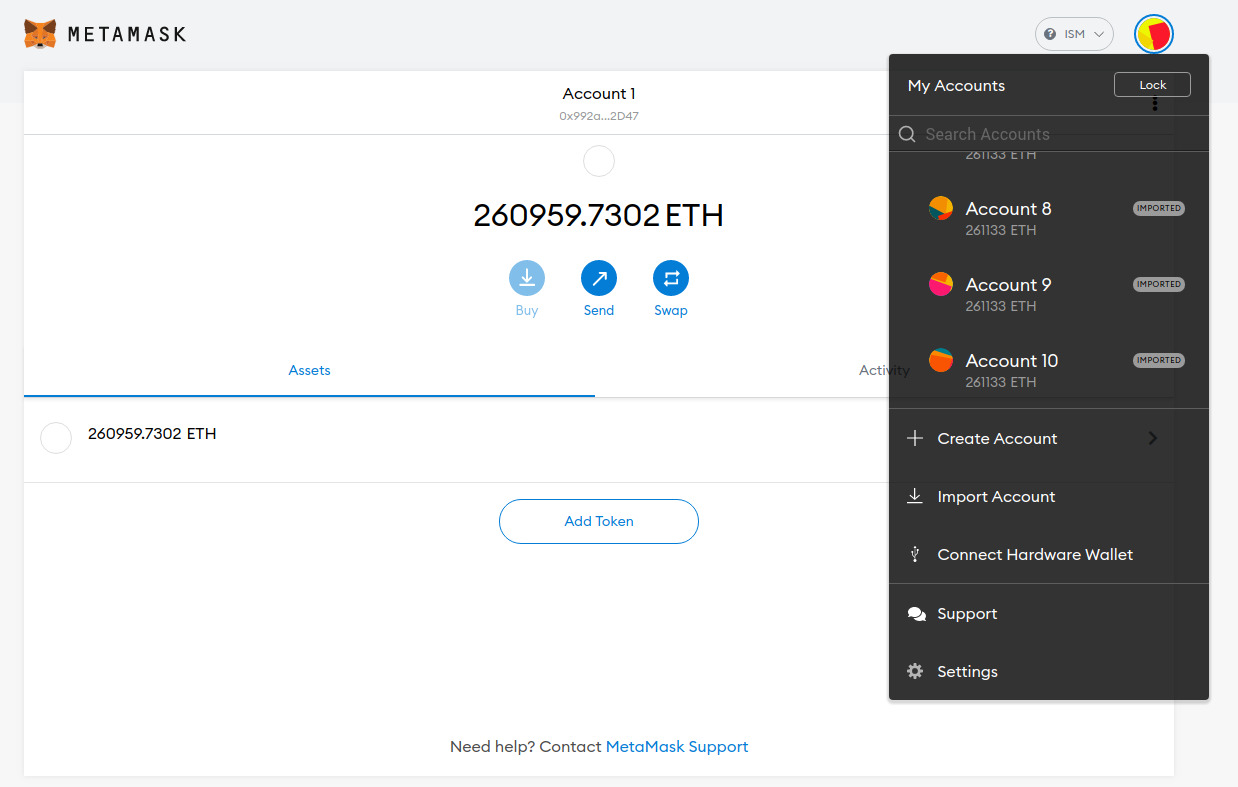 METAMASK
ISM
Account 1
0x992a...2D47
260959.7302 ETH
Buy
Send
Swap
Assets
Activity
260959.7302 ETH
Add Token
Need help? Contact MetaMask Support
My Accounts
Lock
Search Accounts
261133 ETH
Account 8
IMPORTED
261133 ETH
Account 9
IMPORTED
261133 ETH
Account 10
IMPORTED
261133 ETH
Create Account
Import Account
Connect Hardware Wallet
Support
Settings